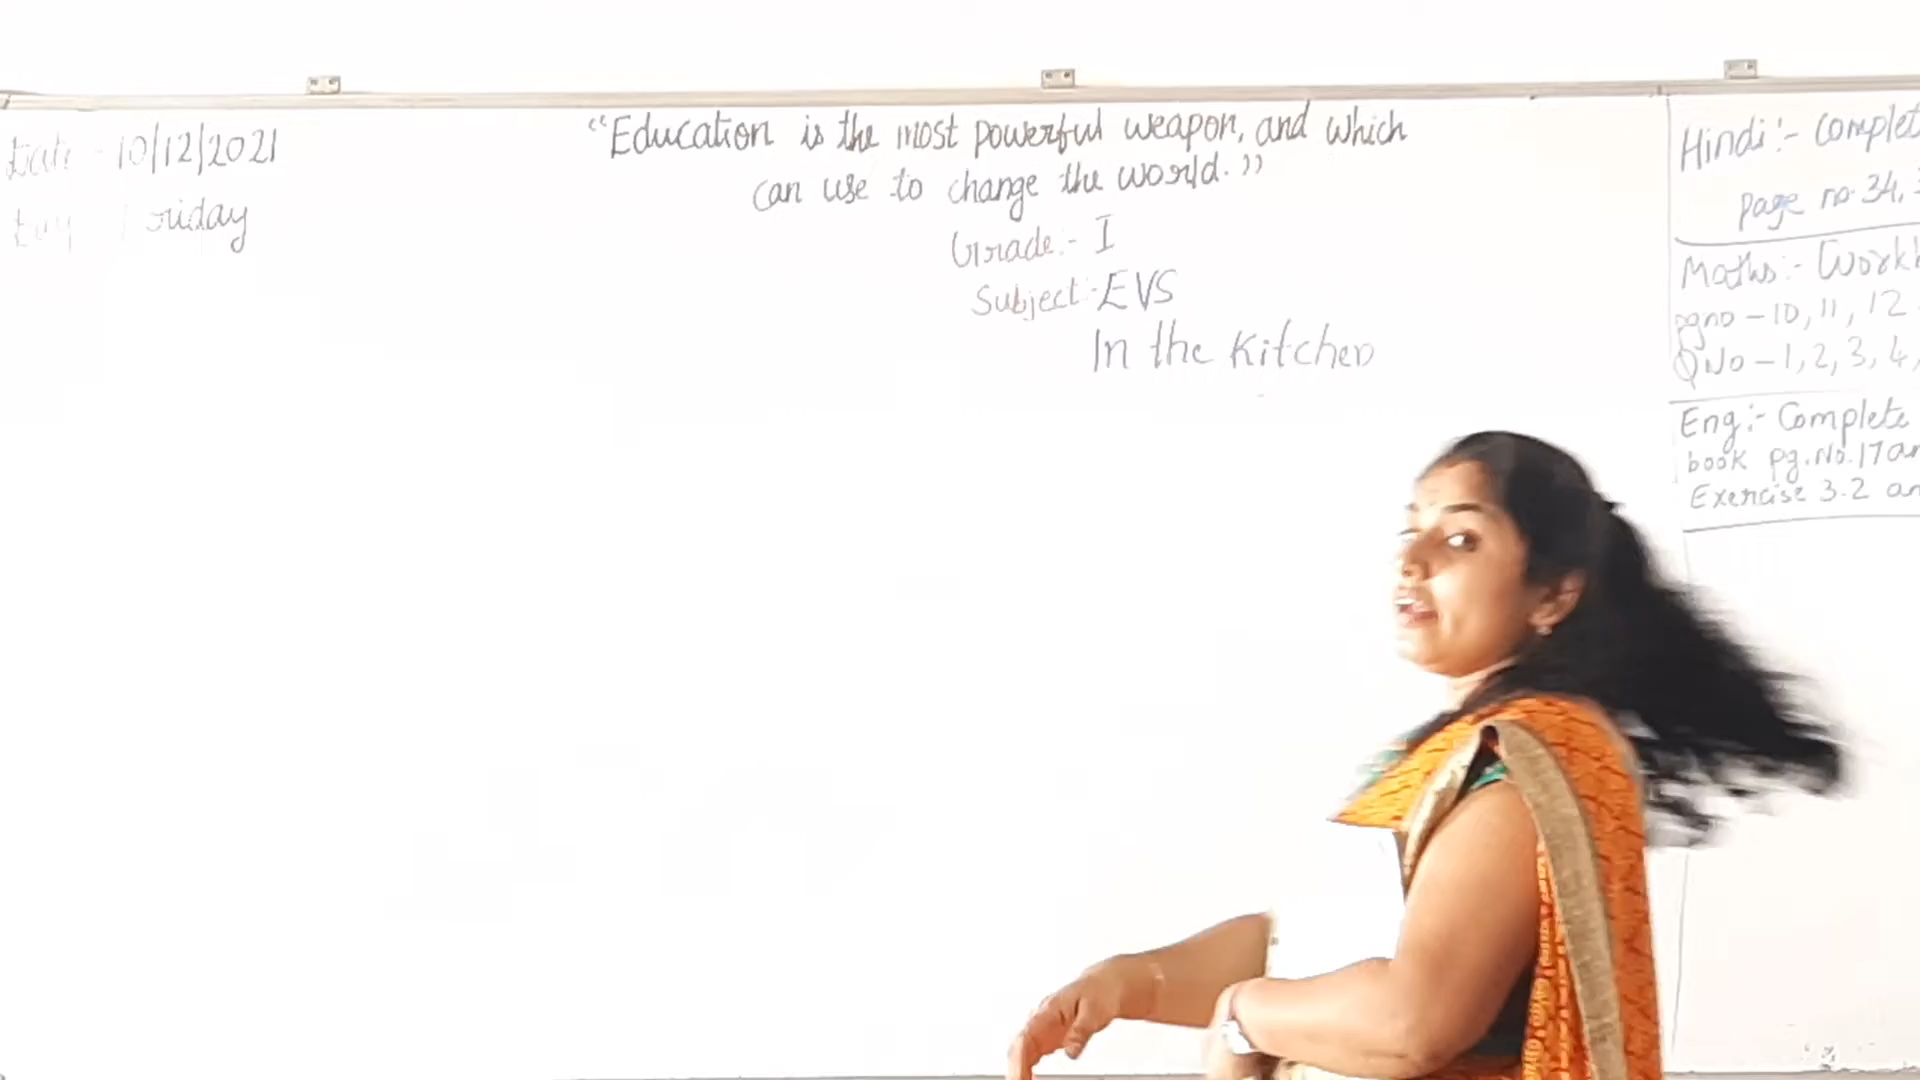 Date - 10/12/2021
Day Friday
"Education is the most powerful weapon, and which
can use to change the world."
Grade:- I
Subject:- EVS
In the Kitchen
Hindi:- Complet
page no. 34,
Maths:- Work
pg no - 10, 11, 12
Q No - 1, 2, 3, 4,
Eng:- Complete
book pg. No. 17 an
Exercise 3.2 an